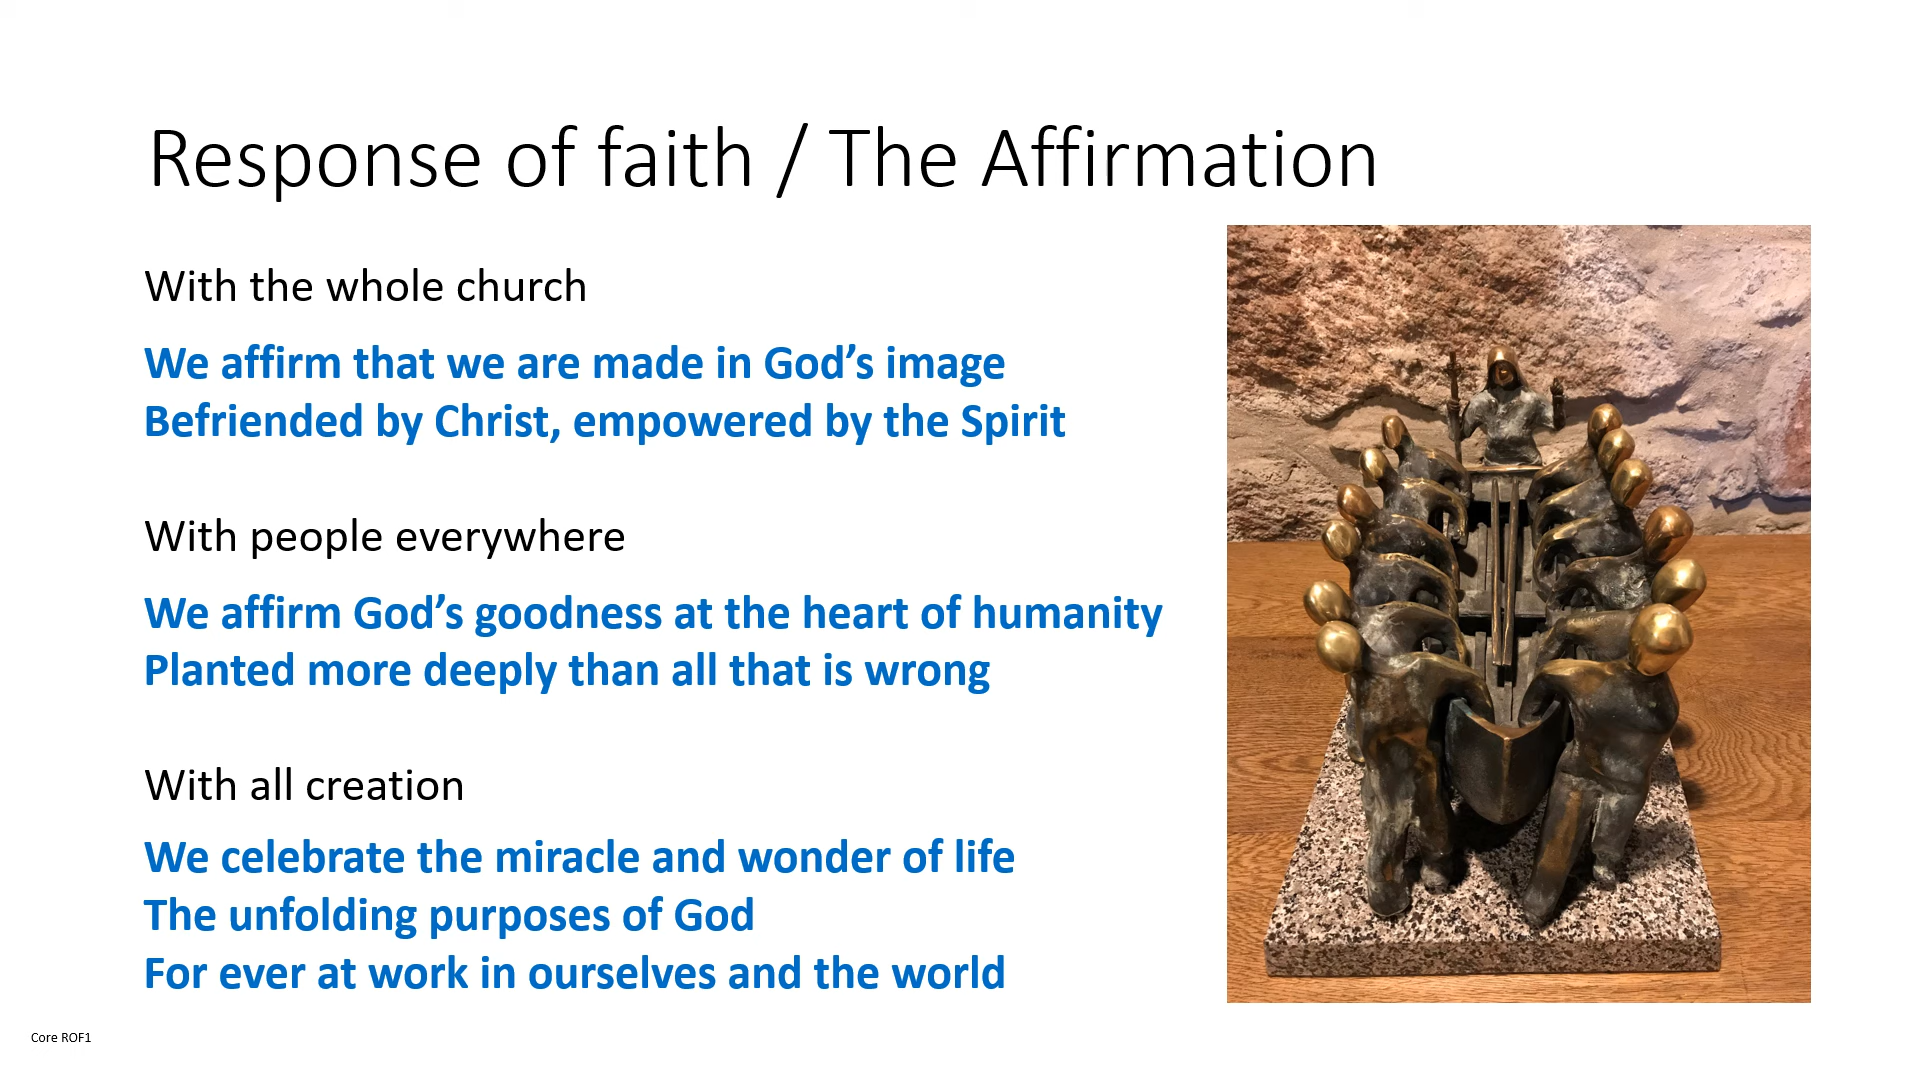 Response of faith / The Affirmation
With the whole church
We affirm that we are made in God’s image
Befriended by Christ, empowered by the Spirit
With people everywhere
We affirm God’s goodness at the heart of humanity
Planted more deeply than all that is wrong
With all creation
We celebrate the miracle and wonder of life
The unfolding purposes of God
For ever at work in ourselves and the world
Core ROF1